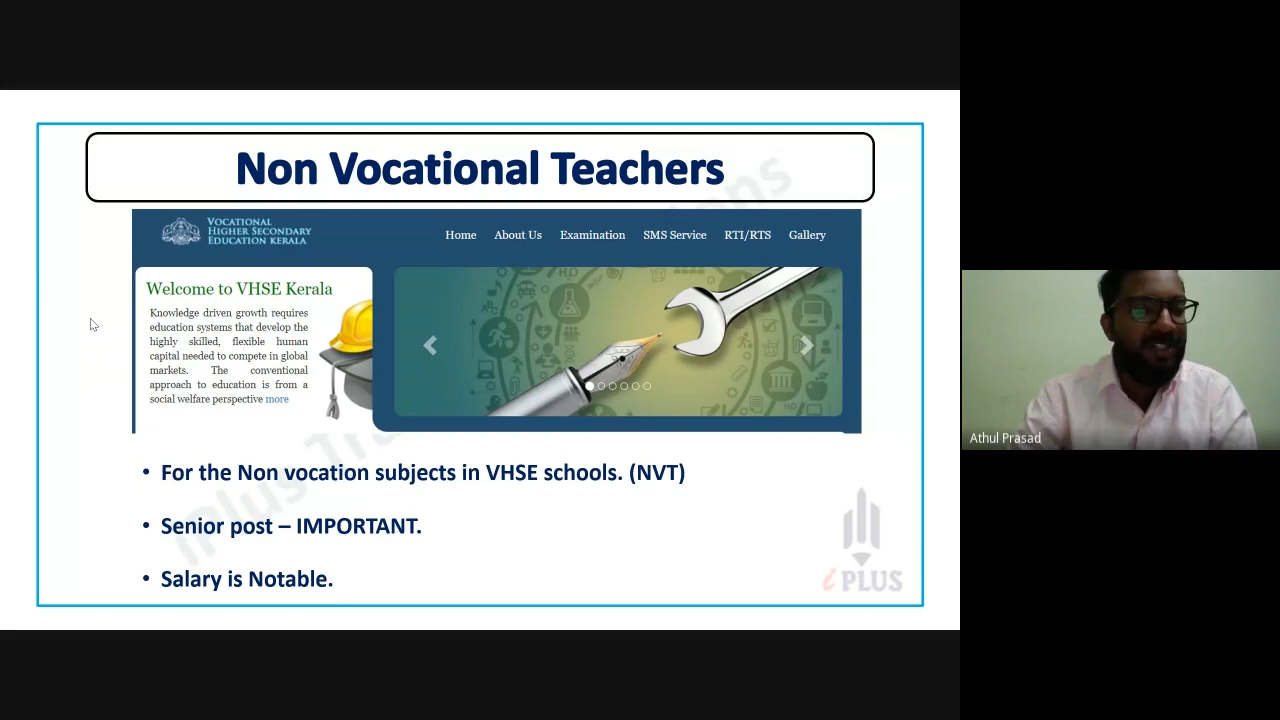 Non Vocational Teachers
VOCATIONAL
HIGHER SECONDARY
EDUCATION KERALA
Home About Us Examination SMS Service RTI/RTS Gallery
Welcome to VHSE Kerala
Knowledge driven growth requires
education systems that develop the
highly skilled, flexible human
capital needed to compete in global
markets. The conventional
approach to education is from a
social welfare perspective more
• For the Non vocation subjects in VHSE schools. (NVT)
• Senior post – IMPORTANT.
• Salary is Notable.
iPLUS
Athul Prasad